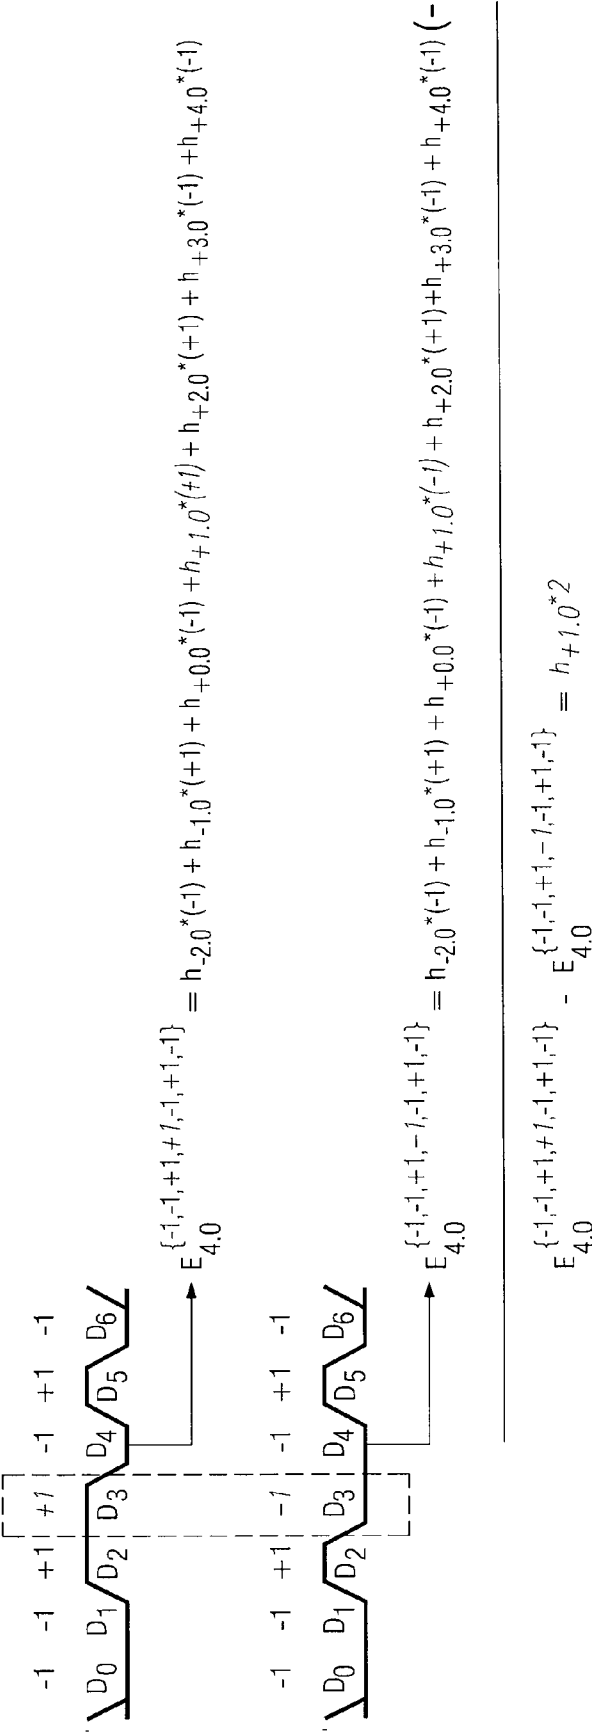 -1 -1 +1 +1 -1 +1 -1
D0 D1 D2 D3 D4 D5 D6
E4.0{-1,-1,+1,+1,-1,+1,-1} = h-2.0*(-1) + h-1.0*(+1) + h+0.0*(-1) + h+1.0*(+1) + h+2.0*(+1) + h+3.0*(-1) + h+4.0*(-1)
-1 -1 +1 -1 -1 +1 -1
D0 D1 D2 D3 D4 D5 D6
E4.0{-1,-1,+1,-1,-1,+1,-1} = h-2.0*(-1) + h-1.0*(+1) + h+0.0*(-1) + h+1.0*(-1) + h+2.0*(+1)+h+3.0*(-1) + h+4.0*(-1) (-
E4.0{-1,-1,+1,+1,-1,+1,-1} - E4.0{-1,-1,+1,-1,-1,+1,-1} = h+1.0*2